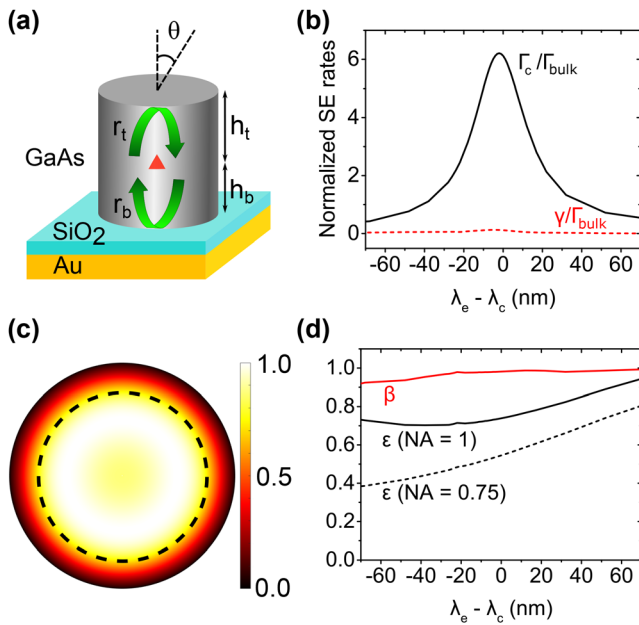 (a)
θ
r_t
h_t
GaAs
r_b
h_b
SiO₂
Au
(b)
Normalized SE rates
6
4
2
0
Γ_c/Γ_bulk
γ/Γ_bulk
-60 -40 -20 0 20 40 60
λ_e - λ_c (nm)
(c)
1.0
0.5
0.0
(d)
1.0
0.8
0.6
0.4
0.2
0.0
β
ε (NA = 1)
ε (NA = 0.75)
-60 -40 -20 0 20 40 60
λ_e - λ_c (nm)